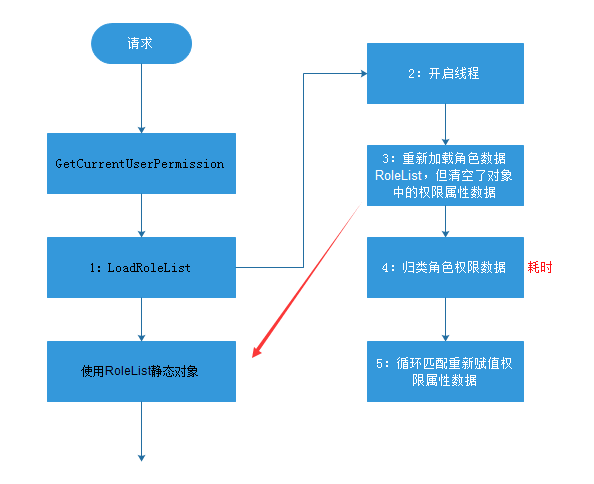 请求
GetCurrentUserPermission
1: LoadRoleList
使用RoleList静态对象
2: 开启线程
3: 重新加载角色数据
RoleList，但清空了对象
中的权限属性数据
4: 归类角色权限数据
耗时
5: 循环匹配重新赋值权
限属性数据